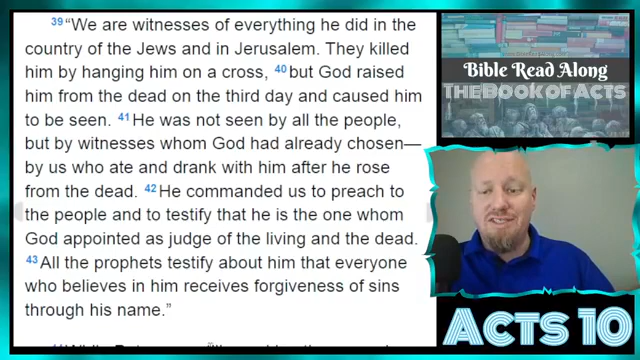 39 “We are witnesses of everything he did in the
country of the Jews and in Jerusalem. They killed
him by hanging him on a cross, 40 but God raised
him from the dead on the third day and caused him
to be seen. 41 He was not seen by all the people,
but by witnesses whom God had already chosen—
by us who ate and drank with him after he rose
from the dead. 42 He commanded us to preach to
the people and to testify that he is the one whom
God appointed as judge of the living and the dead.
43 All the prophets testify about him that everyone
who believes in him receives forgiveness of sins
through his name.”
Bible Read Along
The Book of Acts
Acts 10